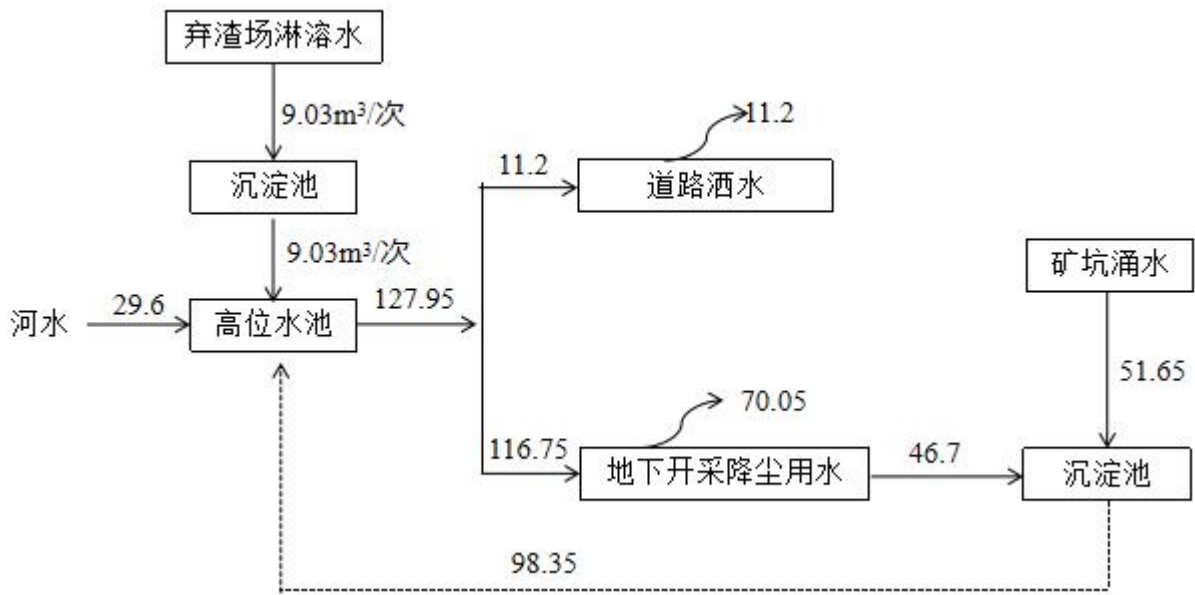 弃渣场淋溶水
9.03m³/次
沉淀池
9.03m³/次
河水
29.6
高位水池
127.95
11.2
11.2
道路洒水
116.75
70.05
地下开采降尘用水
46.7
矿坑涌水
51.65
沉淀池
98.35